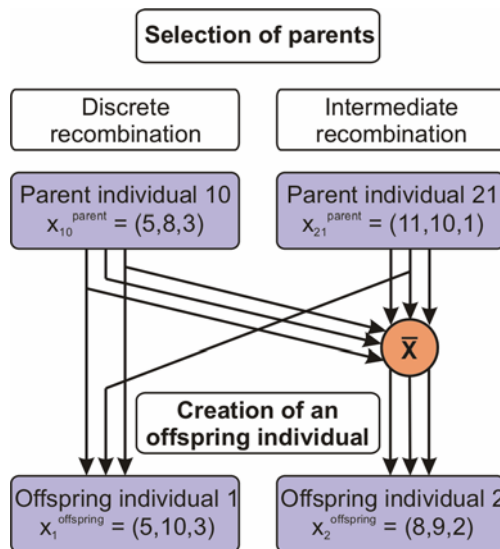 Selection of parents
Discrete
recombination
Intermediate
recombination
Parent individual 10
x₁₀ᵖᵃʳᵉⁿᵗ = (5,8,3)
Parent individual 21
x₂₁ᵖᵃʳᵉⁿᵗ = (11,10,1)
X̅
Creation of an
offspring individual
Offspring individual 1
x₁ᵒᶠᶠˢᵖʳⁱⁿᵍ = (5,10,3)
Offspring individual 2
x₂ᵒᶠᶠˢᵖʳⁱⁿᵍ = (8,9,2)